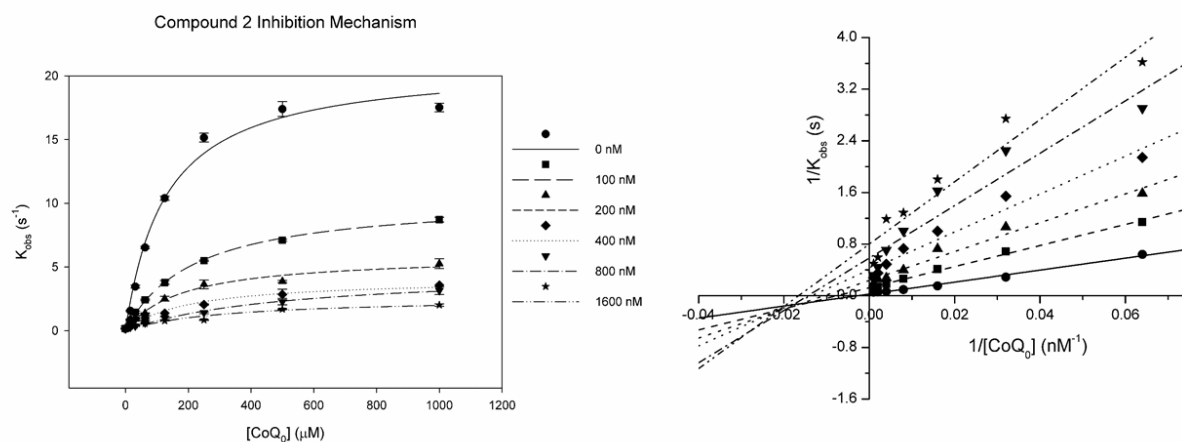 Compound 2 Inhibition Mechanism
K_obs (s⁻¹)
20
15
10
5
0
0
200
400
600
800
1000
1200
[CoQ₀] (μM)
0 nM
100 nM
200 nM
400 nM
800 nM
1600 nM
1/K_obs (s)
4.0
3.2
2.4
1.6
0.8
-0.8
-1.6
-0.04
-0.02
0.00
0.02
0.04
0.06
1/[CoQ₀] (nM⁻¹)